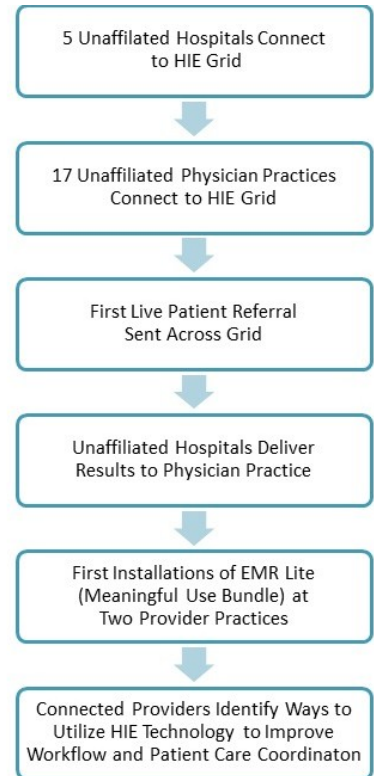 5 Unaffilated Hospitals Connect
to HIE Grid
17 Unaffiliated Physician Practices
Connect to HIE Grid
First Live Patient Referral
Sent Across Grid
Unaffiliated Hospitals Deliver
Results to Physician Practice
First Installations of EMR Lite
(Meaningful Use Bundle) at
Two Provider Practices
Connected Providers Identify Ways to
Utilize HIE Technology to Improve
Workflow and Patient Care Coordinaton